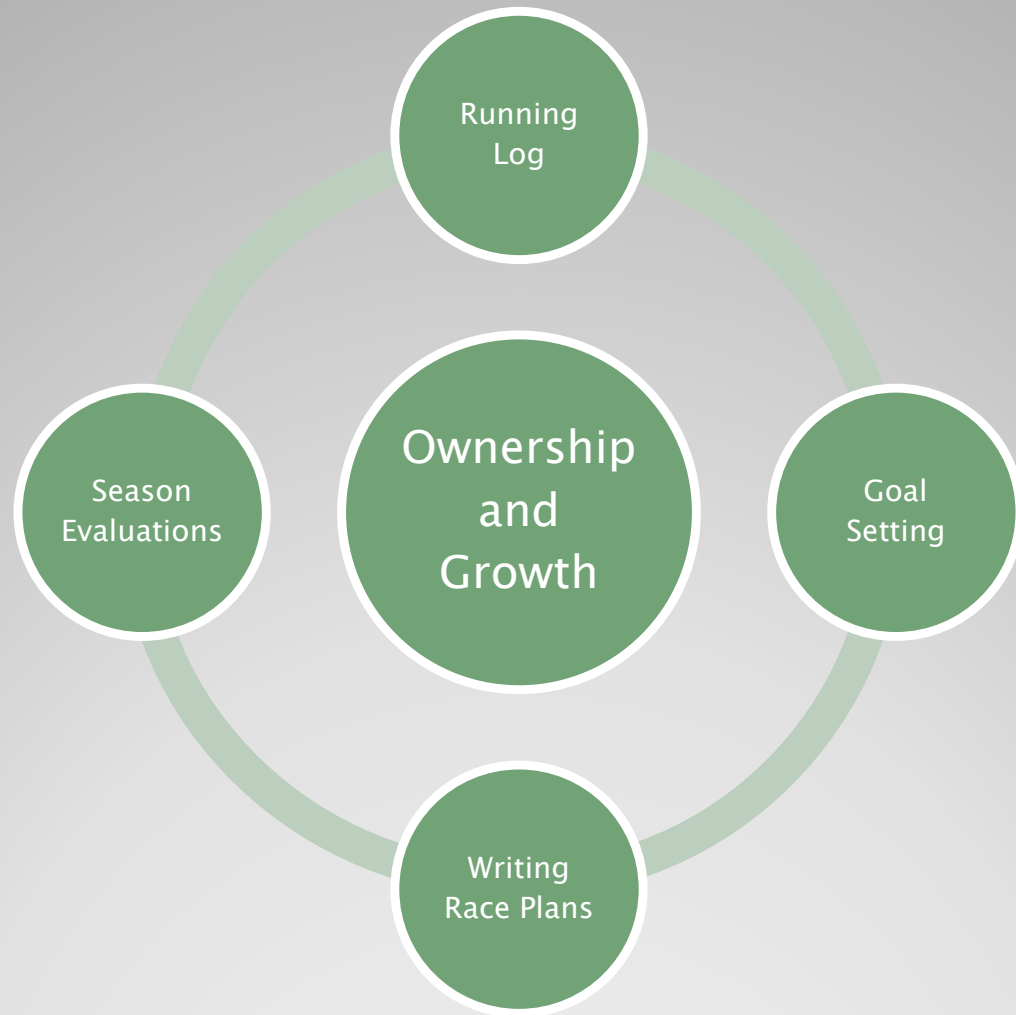 Running
Log
Ownership
and
Growth
Season
Evaluations
Goal
Setting
Writing
Race Plans